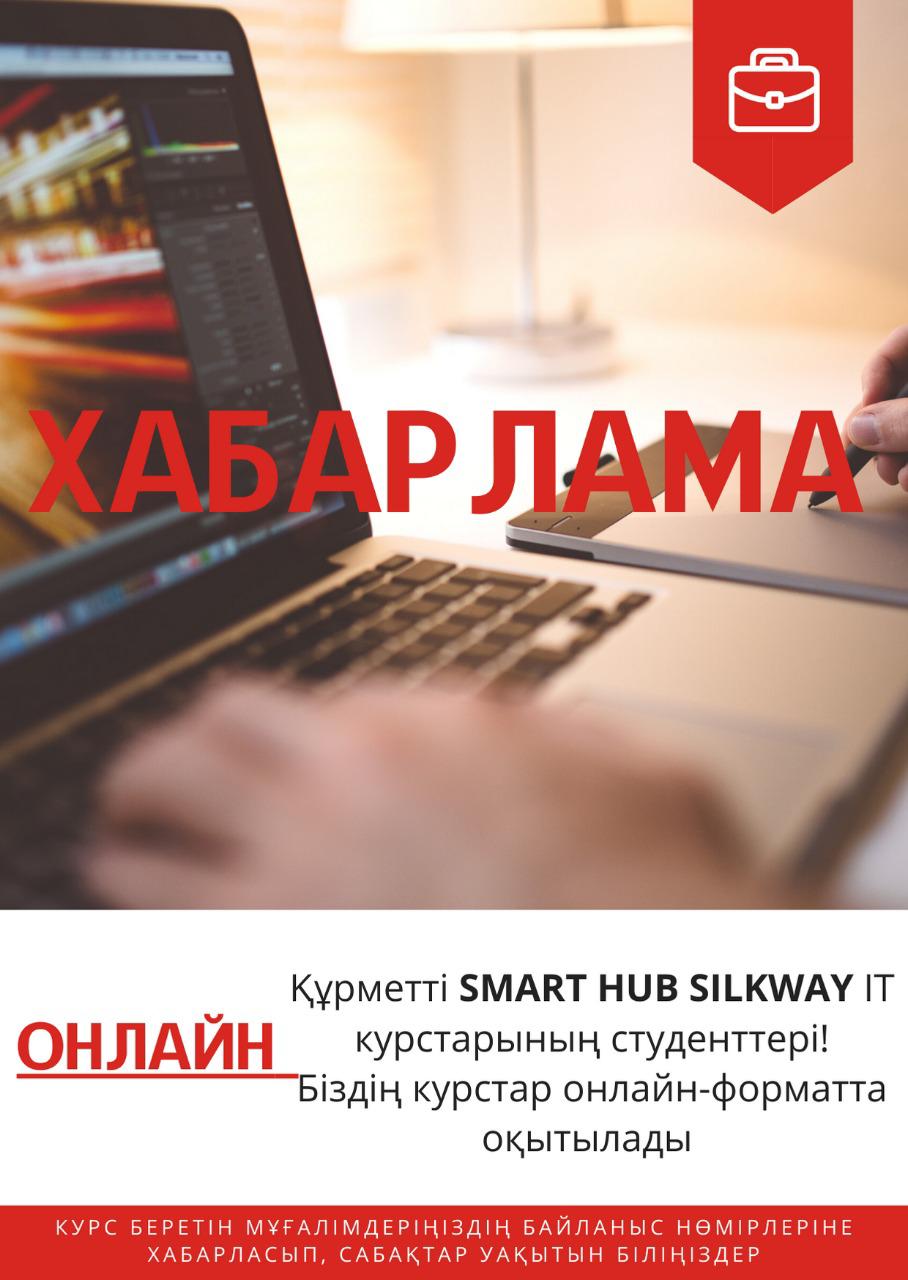 ХАБАРЛАМА
ОНЛАЙН
Құрметті SMART HUB SILKWAY IT
курстарының студенттері!
Біздің курстар онлайн-форматта
оқытылады
КУРС БЕРЕТІН МҰҒАЛІМДЕРІҢІЗДІҢ БАЙЛАНЫС НӨМІРЛЕРІНЕ
ХАБАРЛАСЫП, САБАҚТАР УАҚЫТЫН БІЛІҢІЗДЕР